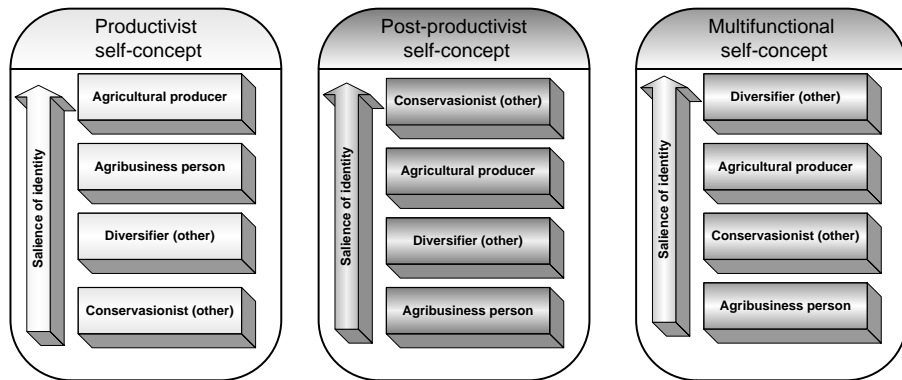 Productivist
self-concept
Salience of identity
Agricultural producer
Agribusiness person
Diversifier (other)
Conservasionist (other)
Post-productivist
self-concept
Salience of identity
Conservasionist (other)
Agricultural producer
Diversifier (other)
Agribusiness person
Multifunctional
self-concept
Salience of identity
Diversifier (other)
Agricultural producer
Conservasionist (other)
Agribusiness person